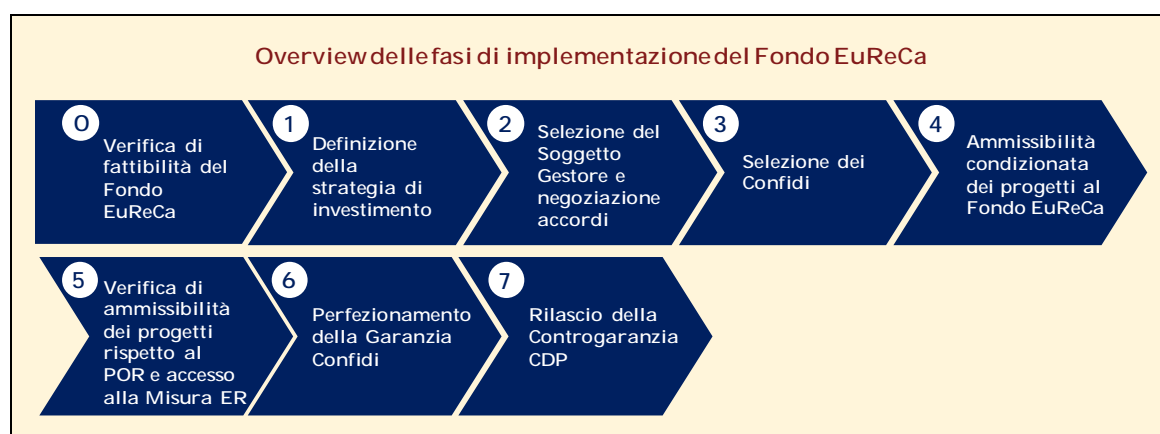 Overview delle fasi di implementazione del Fondo EuReCa
0
Verifica di
fattibilità del
Fondo
EuReCa
1
Definizione
della
strategia di
investimento
2
Selezione del
Soggetto
Gestore e
negoziazione
accordi
3
Selezione dei
Confidi
4
Ammissibilità
condizionata
dei progetti al
Fondo EuReCa
5
Verifica di
ammissibilità
dei progetti
rispetto al
POR e accesso
alla Misura ER
6
Perfezionamento
della Garanzia
Confidi
7
Rilascio della
Controgaranzia
CDP